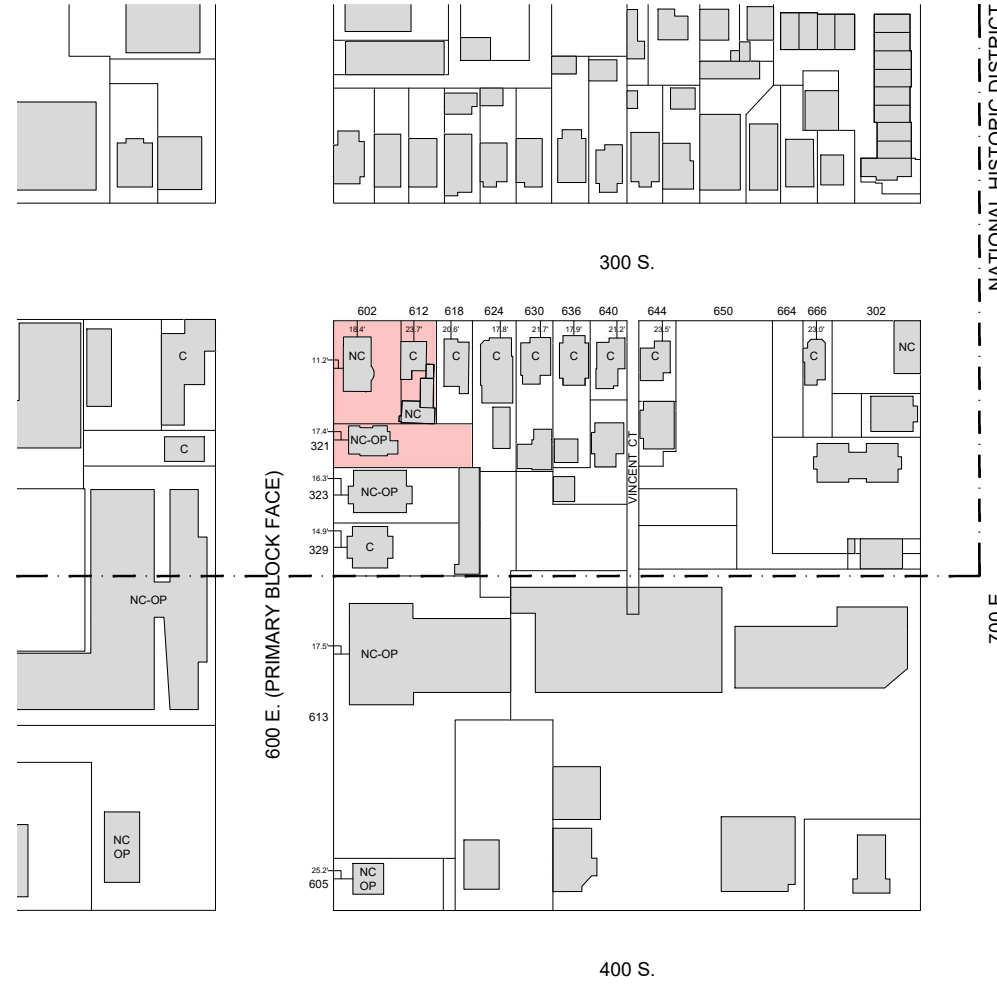 NATIONAL HISTORIC DISTRICT
300 S.
602 612 618 624 630 636 640 644 650 664 666 302
18.4' 23.7' 20.6' 17.8' 21.7' 17.9' 21.2' 23.5' 23.0'
11.2' NC C C C C C C C C NC
C
NC
17.4' NC-OP
321
C
VINCENT CT
16.3' NC-OP
323
14.9'
329 C
600 E. (PRIMARY BLOCK FACE)
NC-OP
700 E
17.5' NC-OP
613
NC
OP
25.2' NC
605 OP
400 S.